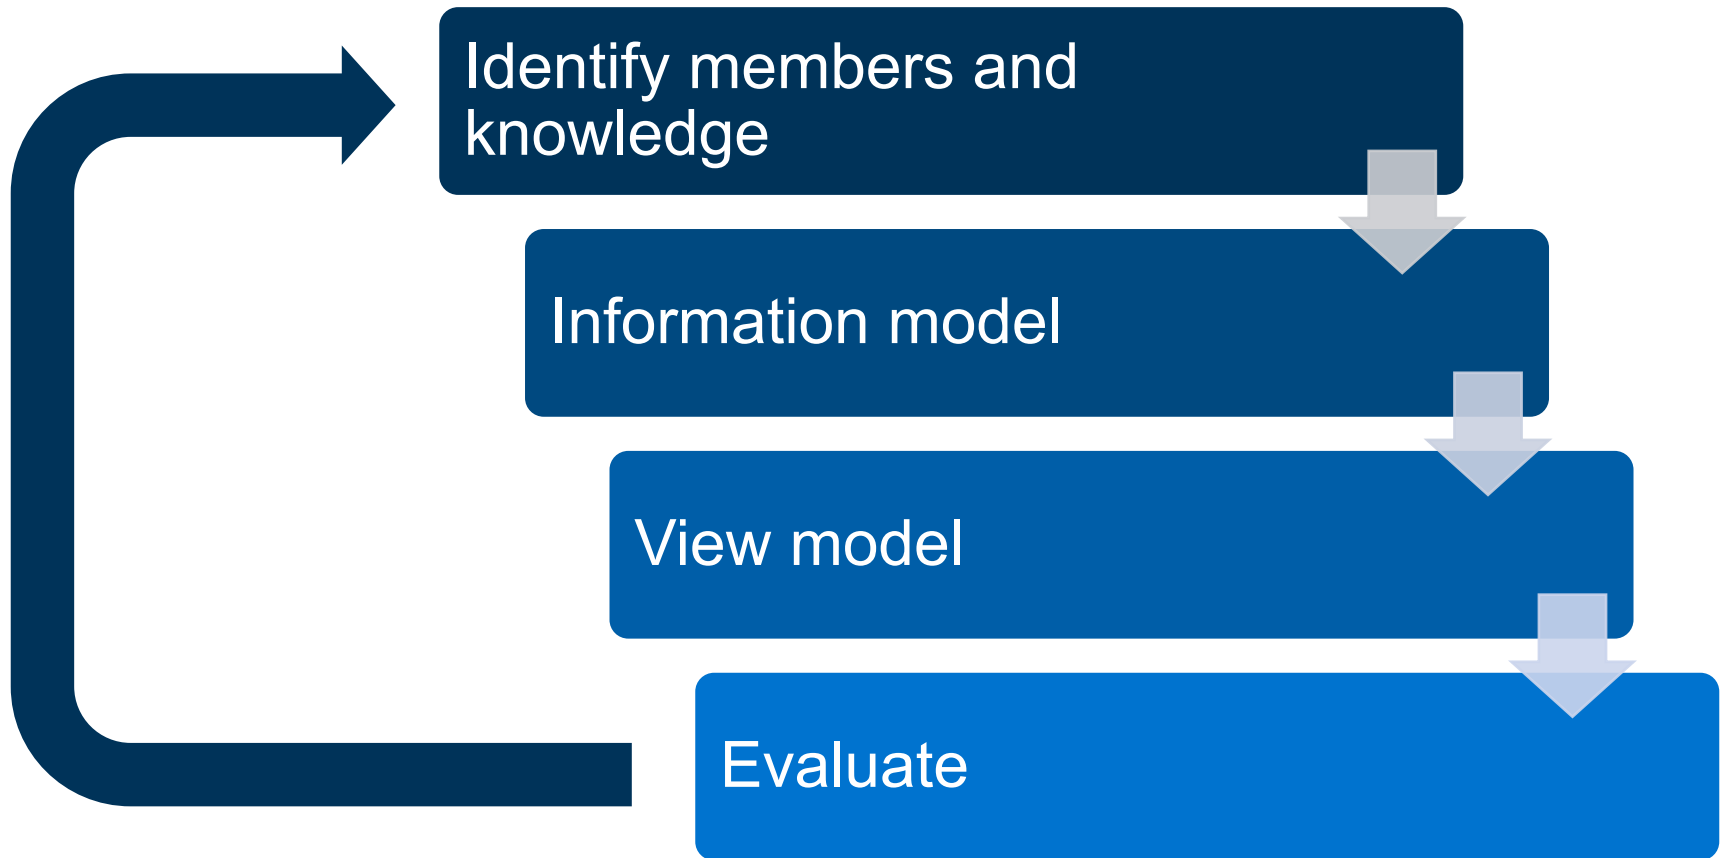 Identify members and
knowledge
Information model
View model
Evaluate